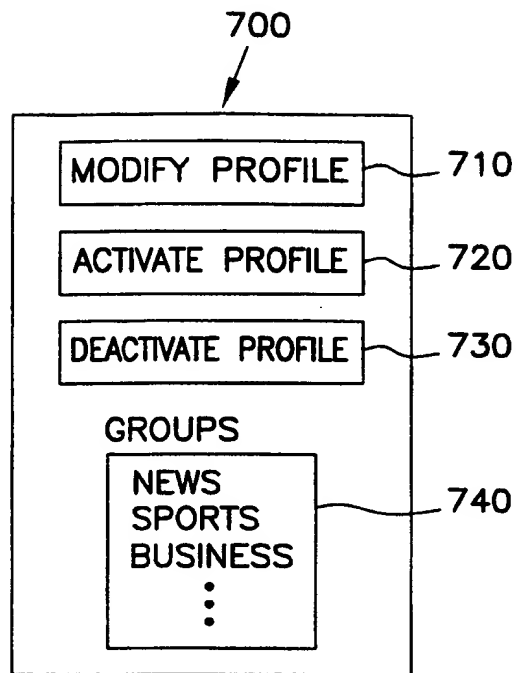 700
MODIFY PROFILE 710
ACTIVATE PROFILE 720
DEACTIVATE PROFILE 730
GROUPS
NEWS
SPORTS
BUSINESS
740